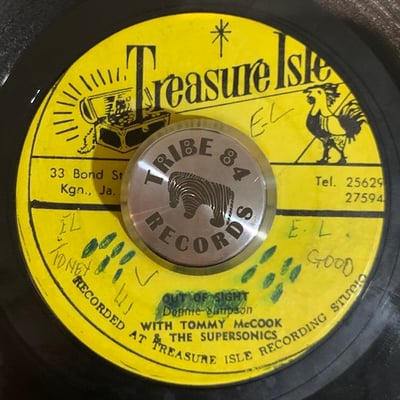 Treasure Isle
EL
33 Bond St
Kgn., Ja.
Tel. 25629
27594
TRIBE 84
RECORDS
EL
E. L.
GOOD
OUT OF SIGHT
Donnie Simpson
WITH TOMMY McCOOK
& THE SUPERSONICS
RECORDED AT TREASURE ISLE RECORDING STUDIO